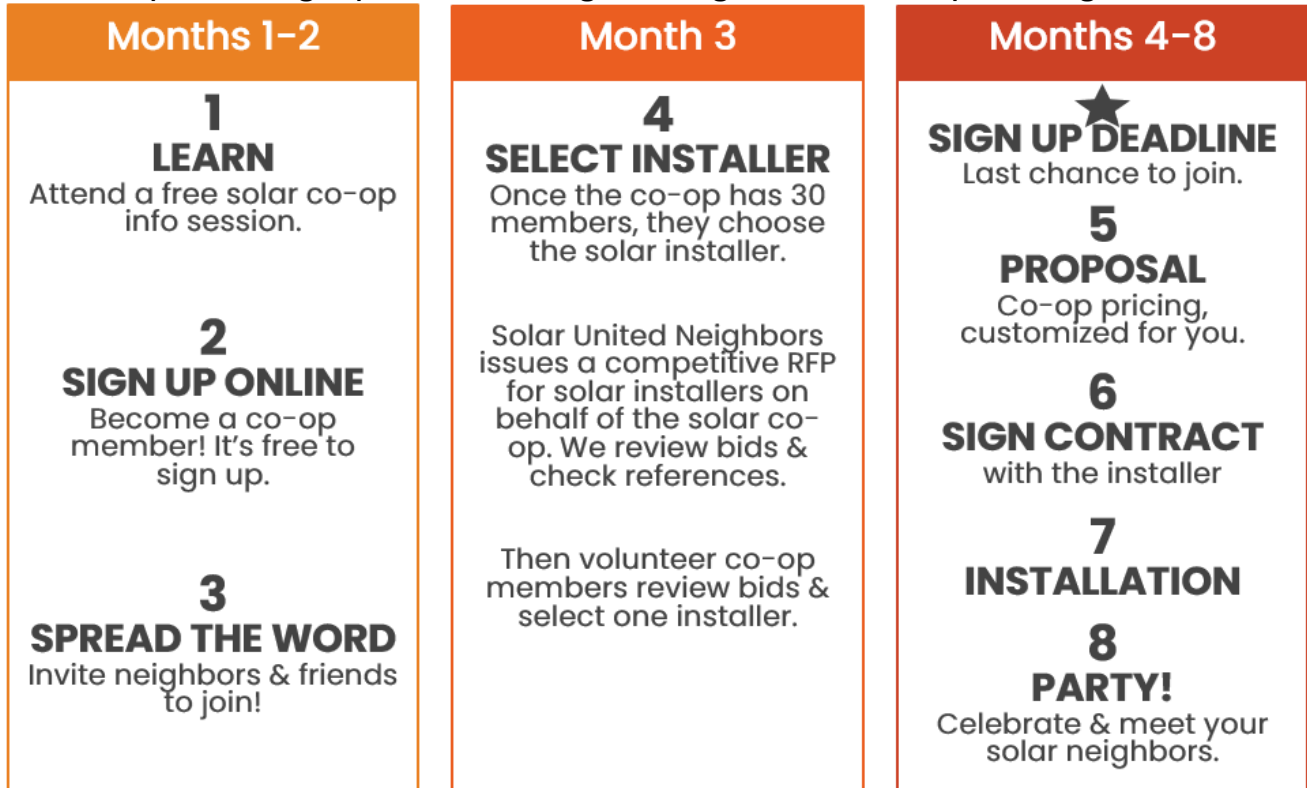 Months 1-2
1
LEARN
Attend a free solar co-op
info session.
2
SIGN UP ONLINE
Become a co-op
member! It's free to
sign up.
3
SPREAD THE WORD
Invite neighbors & friends
to join!
Month 3
4
SELECT INSTALLER
Once the co-op has 30
members, they choose
the solar installer.
Solar United Neighbors
issues a competitive RFP
for solar installers on
behalf of the solar co-
op. We review bids &
check references.
Then volunteer co-op
members review bids &
select one installer.
Months 4-8
SIGN UP DEADLINE
Last chance to join.
5
PROPOSAL
Co-op pricing,
customized for you.
6
SIGN CONTRACT
with the installer
7
INSTALLATION
8
PARTY!
Celebrate & meet your
solar neighbors.